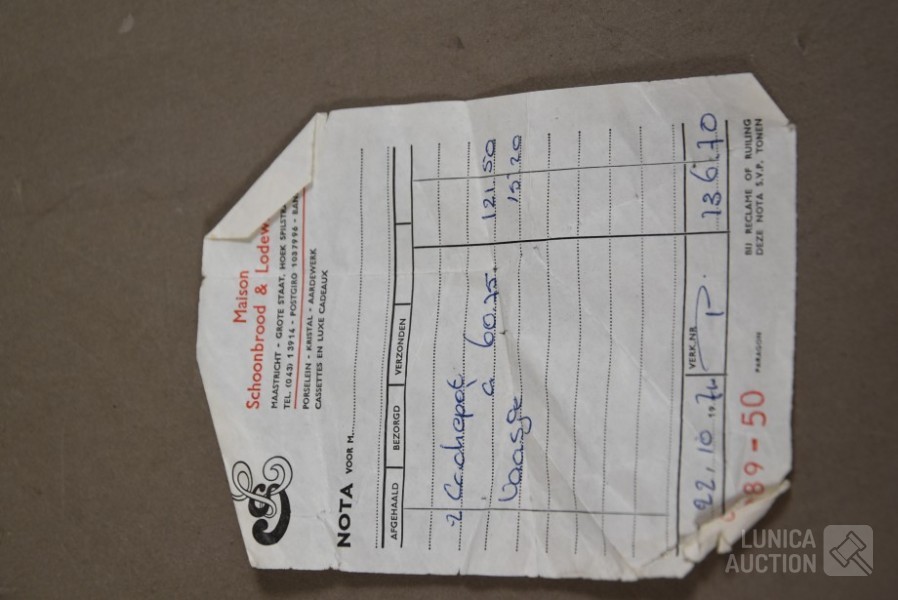 Maison
Schoonbrood & Lodew
MAASTRICHT - GROTE STAAT, HOEK SPILSTRA
TEL. (043) 13914 - POSTGIRO 1037996 - BAN
PORSELEIN - KRISTAL - AARDEWERK
CASSETTES EN LUXE CADEAUX
NOTA VOOR M.
AFGEHAALD BEZORGD VERZONDEN
2 Cachepot
à 60.75. 121.50
Vaasje 15.20
22.10 1974 VERK.NR 136.70
89-50 PARAGON
BIJ RECLAME OF RUILING
DEZE NOTA S.V.P. TONEN
LUNICA
AUCTION